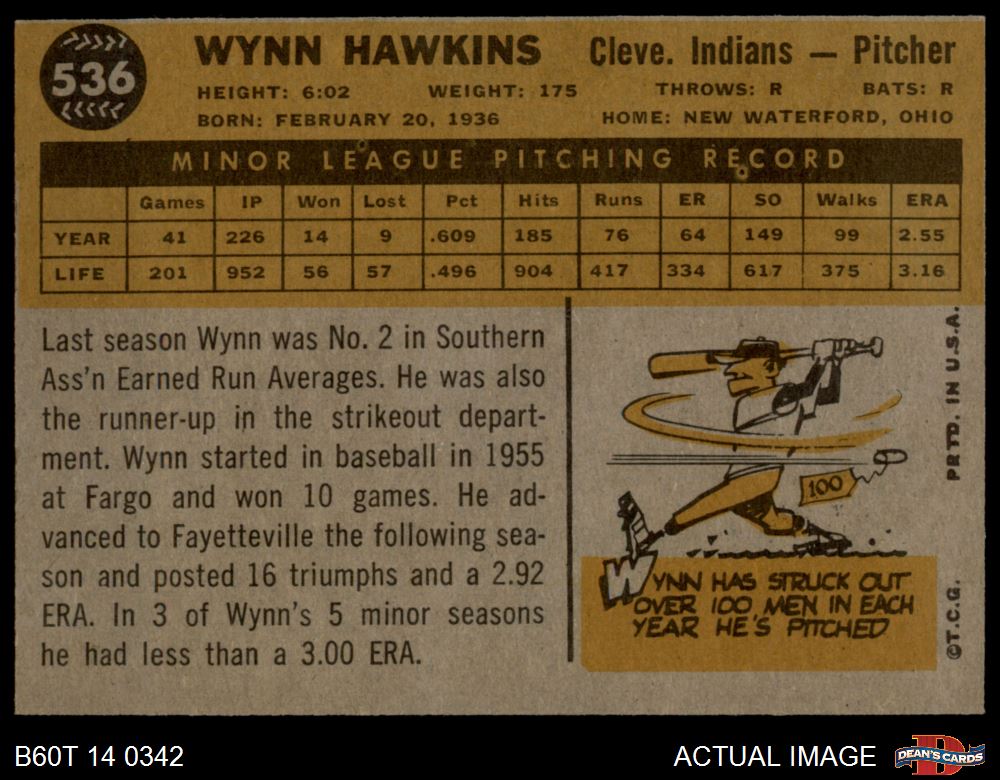 536
WYNN HAWKINS Cleve. Indians — Pitcher
HEIGHT: 6:02 WEIGHT: 175 THROWS: R BATS: R
BORN: FEBRUARY 20, 1936 HOME: NEW WATERFORD, OHIO
MINOR LEAGUE PITCHING RECORD
Games IP Won Lost Pct Hits Runs ER SO Walks ERA
YEAR 41 226 14 9 .609 185 76 64 149 99 2.55
LIFE 201 952 56 57 .496 904 417 334 617 375 3.16
Last season Wynn was No. 2 in Southern
Ass'n Earned Run Averages. He was also
the runner-up in the strikeout depart-
ment. Wynn started in baseball in 1955
at Fargo and won 10 games. He ad-
vanced to Fayetteville the following sea-
son and posted 16 triumphs and a 2.92
ERA. In 3 of Wynn's 5 minor seasons
he had less than a 3.00 ERA.
100
WYNN HAS STRUCK OUT
OVER 100 MEN IN EACH
YEAR HE'S PITCHED
©T.C.G. PRTD. IN U.S.A.
B60T 14 0342 ACTUAL IMAGE
DEAN'S CARDS